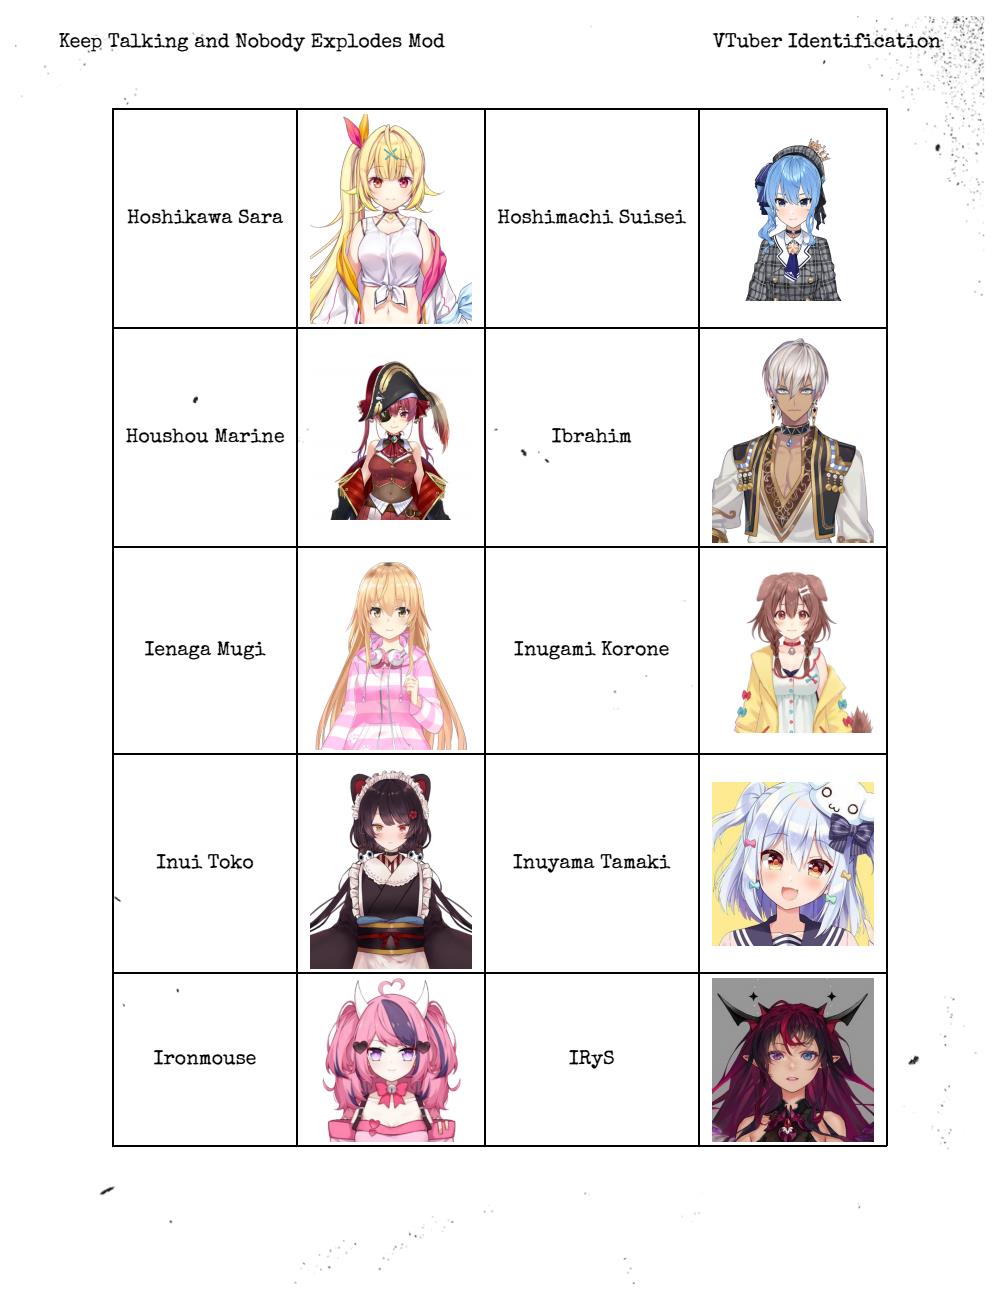 Keep Talking and Nobody Explodes Mod
VTuber Identification
Hoshikawa Sara
Hoshimachi Suisei
Houshou Marine
Ibrahim
Ienaga Mugi
Inugami Korone
Inui Toko
Inuyama Tamaki
Ironmouse
IRyS